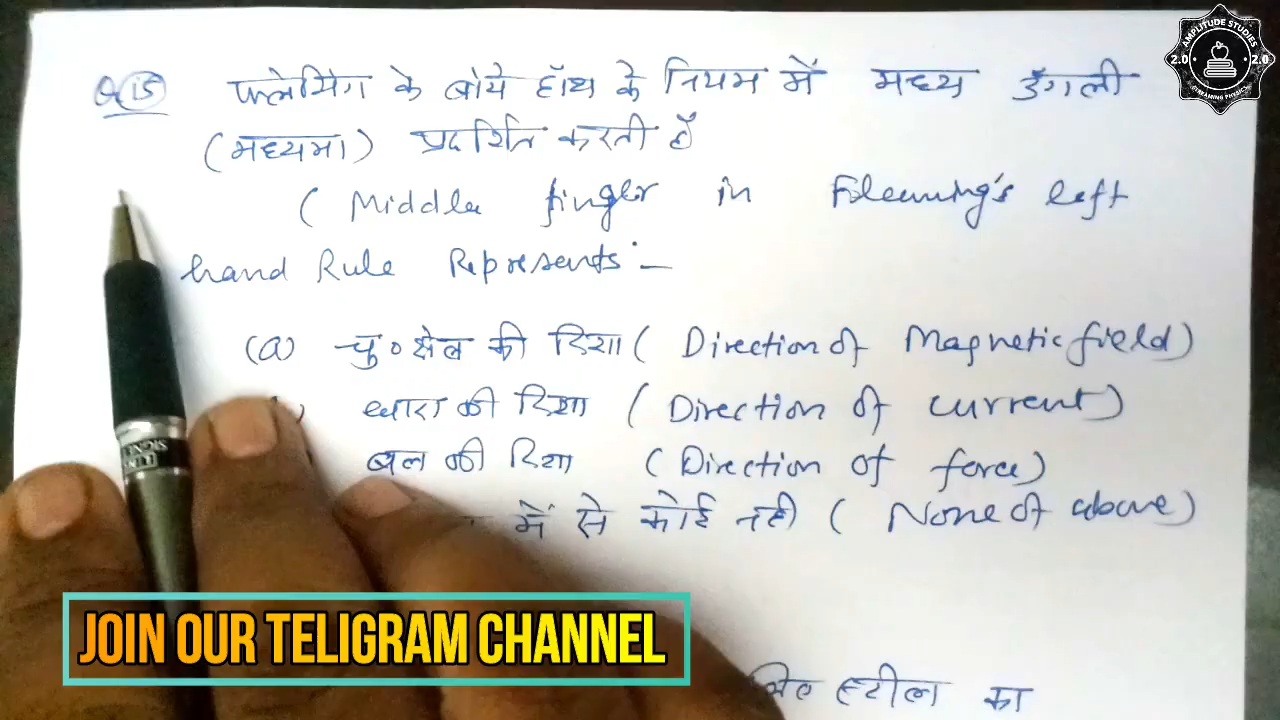 Q 15 फ्लेमिंग के बाँये हाँथ के नियम में मध्य उँगली
(मध्यमा) प्रदर्शित करती हैं
( Middle finger in Fleming's left
hand Rule Represents :-
(a) चु० क्षेत्र की दिशा ( Direction of Magnetic field )
धारा की दिशा ( Direction of current )
बल की दिशा ( Direction of force )
में से कोई नही ( None of above )
स्टील का
JOIN OUR TELIGRAM CHANNEL
AMPLITUDE STUDIES
2.0 2.0